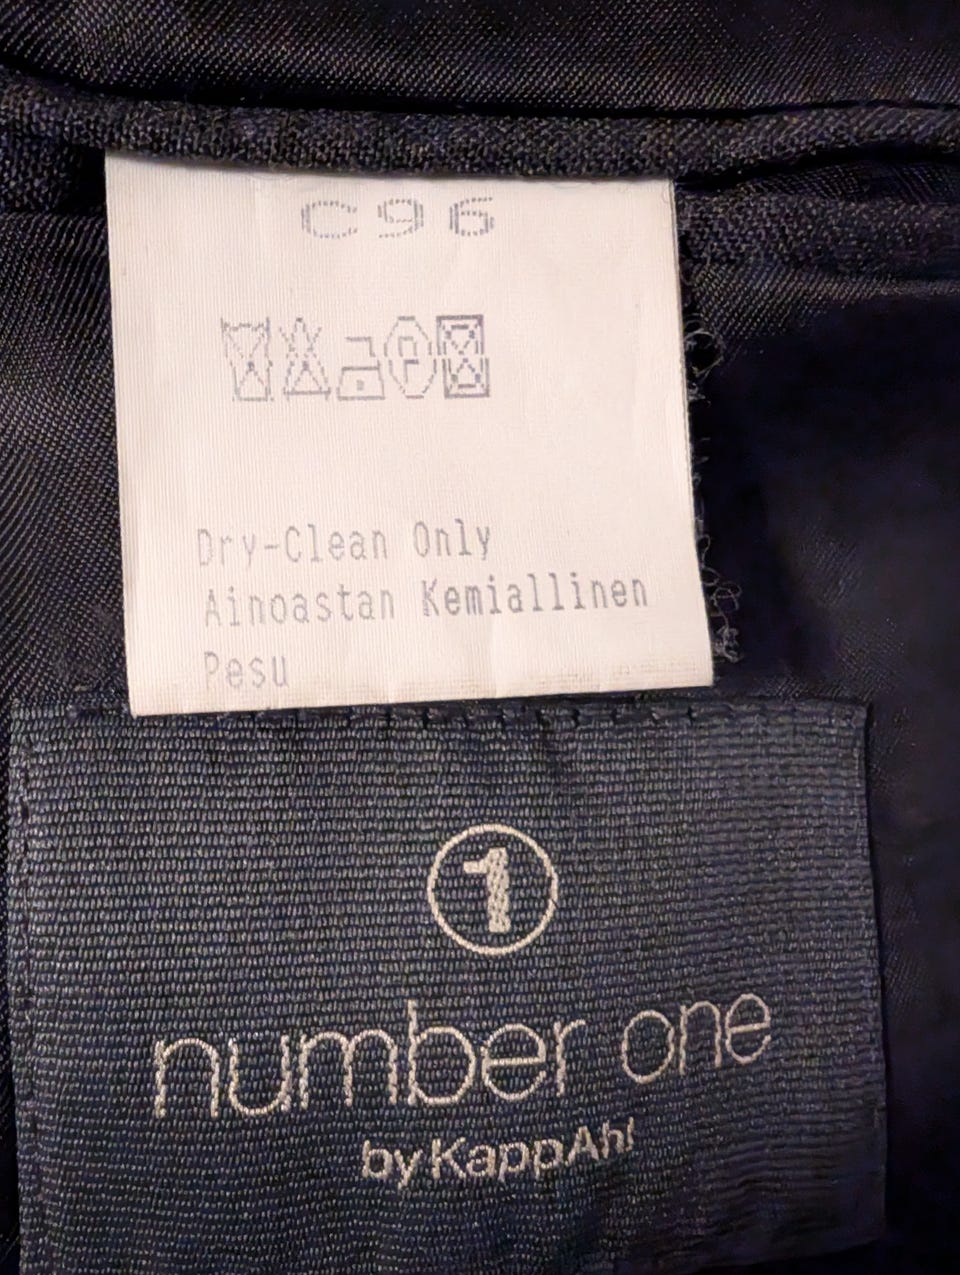 C96
P
Dry-Clean Only
Ainoastan Kemiallinen
Pesu
1
number one
by KappAhl